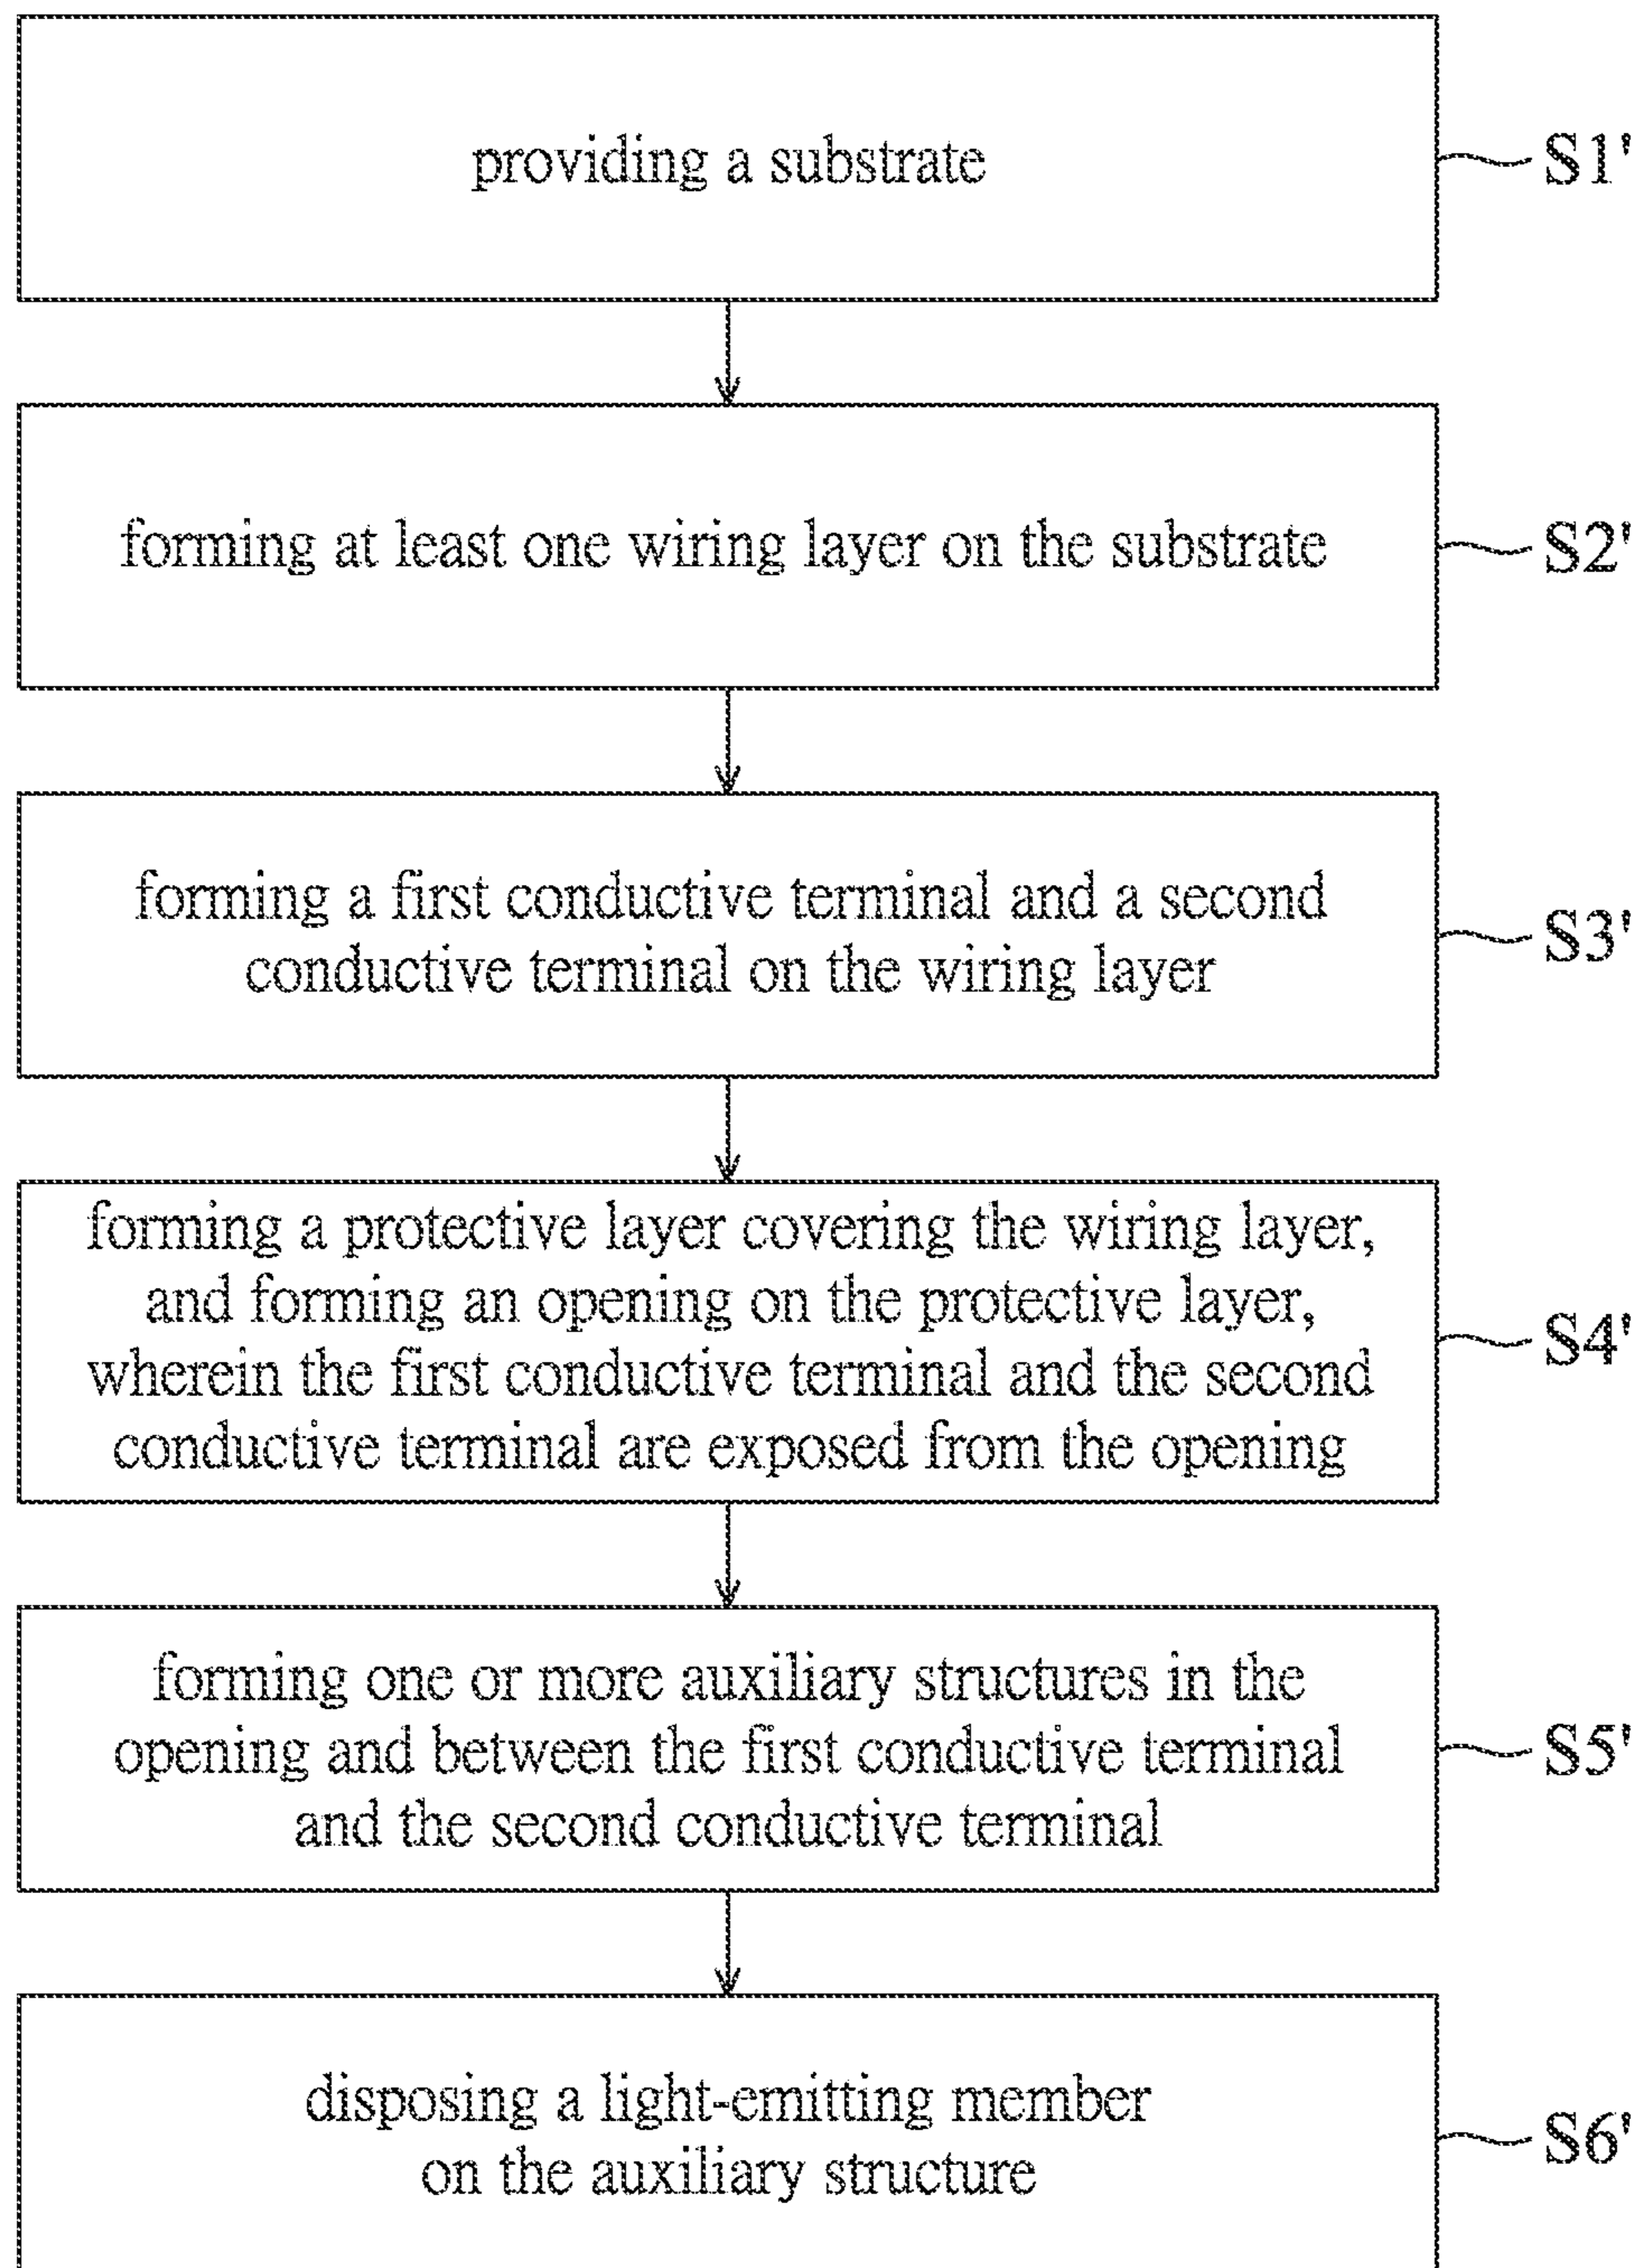 providing a substrate
S1'
forming at least one wiring layer on the substrate
S2'
forming a first conductive terminal and a second
conductive terminal on the wiring layer
S3'
forming a protective layer covering the wiring layer,
and forming an opening on the protective layer,
wherein the first conductive terminal and the second
conductive terminal are exposed from the opening
S4'
forming one or more auxiliary structures in the
opening and between the first conductive terminal
and the second conductive terminal
S5'
disposing a light-emitting member
on the auxiliary structure
S6'